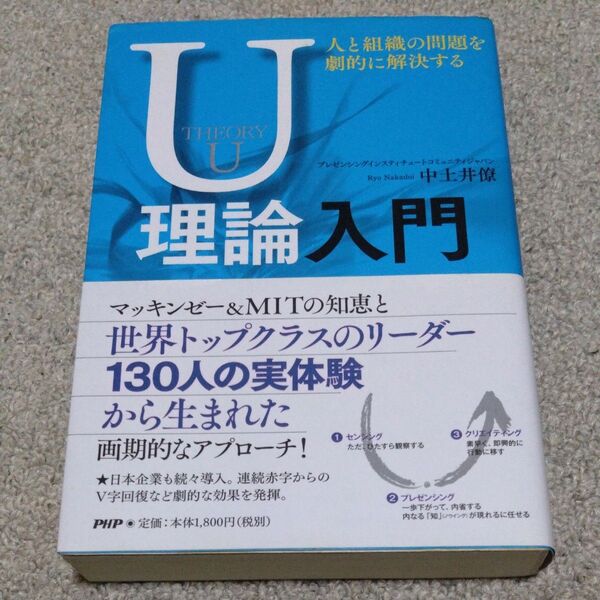 人と組織の問題を
劇的に解決する
U
THEORY
U
プレゼンシングインスティチュートコミュニティジャパン
Ryo Nakadoi 中土井僚
理論入門
マッキンゼー&MITの知恵と
世界トップクラスのリーダー
130人の実体験
から生まれた
画期的なアプローチ!
★日本企業も続々導入。連続赤字からの
V字回復など劇的な効果を発揮。
1 センシング
ただ、ひたすら観察する
3 クリエイティング
素早く、即興的に
行動に移す
2 プレゼンシング
一歩下がって、内省する
内なる「知」(ノウイング)が現れるに任せる
PHP 定価:本体1,800円(税別)